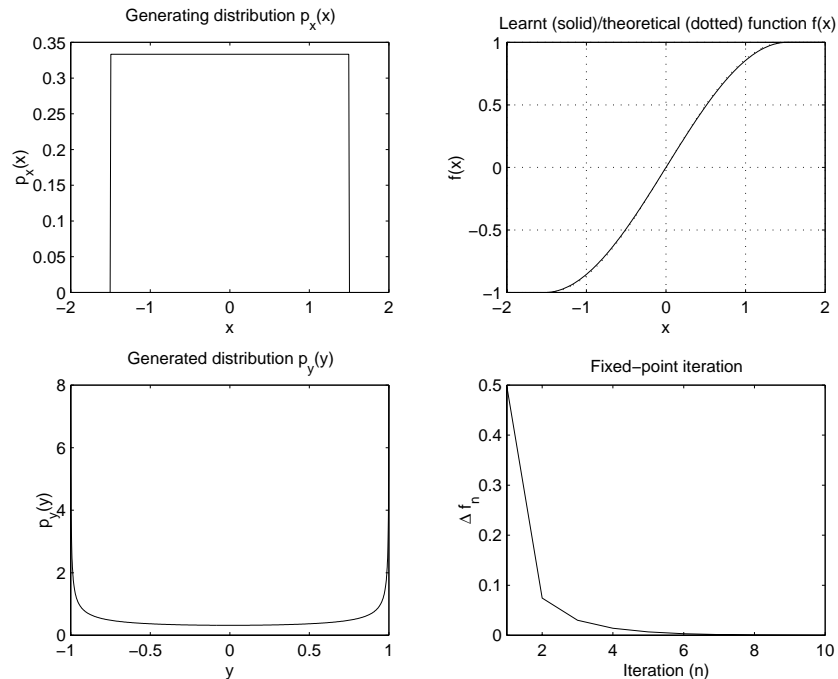 Generating distribution p_x(x)
0.35
0.3
0.25
0.2
0.15
0.1
0.05
0
p_x(x)
−2 −1 0 1 2
x
Learnt (solid)/theoretical (dotted) function f(x)
1
0.5
0
−0.5
−1
f(x)
−2 −1 0 1 2
x
Generated distribution p_y(y)
8
6
4
2
0
p_y(y)
−1 −0.5 0 0.5 1
y
Fixed−point iteration
0.5
0.4
0.3
0.2
0.1
0
Δ f_n
2 4 6 8 10
Iteration (n)